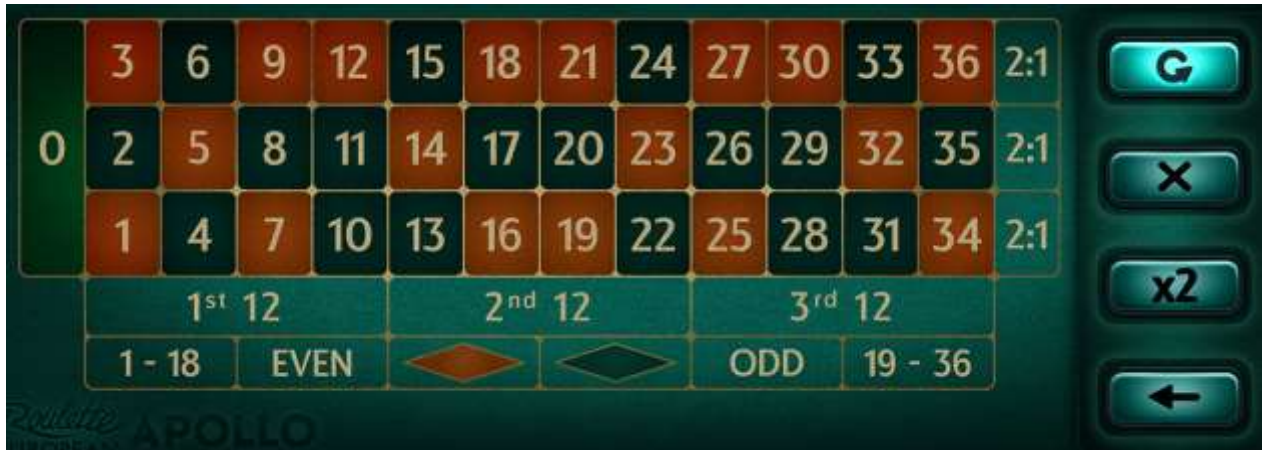 3 6 9 12 15 18 21 24 27 30 33 36 2:1
0 2 5 8 11 14 17 20 23 26 29 32 35 2:1
1 4 7 10 13 16 19 22 25 28 31 34 2:1
1st 12 2nd 12 3rd 12
1 - 18 EVEN ODD 19 - 36
x2
Roulette
EUROPEAN APOLLO